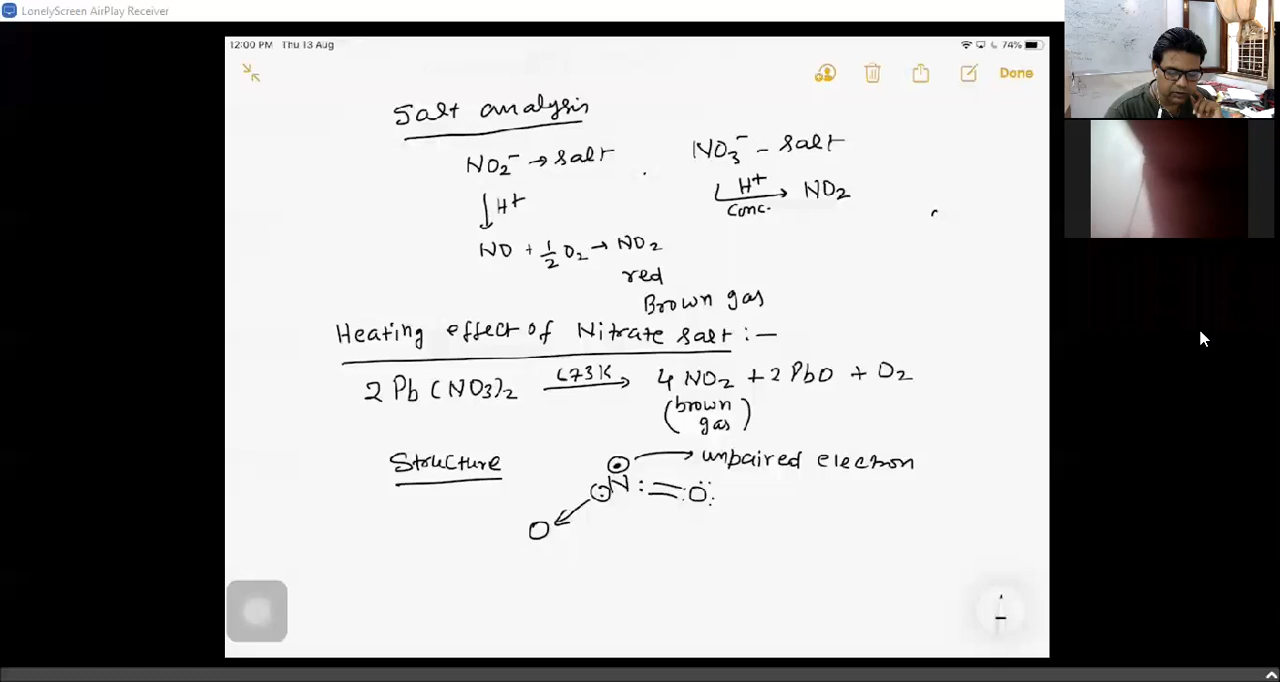 LonelyScreen AirPlay Receiver
12:00 PM Thu 13 Aug
74%
Done
Salt analysis
NO2⁻ → salt
NO3⁻ - salt
H+
H+
Conc.
NO2
NO + 1/2 O2 → NO2
red
Brown gas
Heating effect of Nitrate salt :-
2 Pb(NO3)2 673K → 4 NO2 + 2 PbO + O2
(brown gas)
Structure
→ unpaired electron
N : = O
O